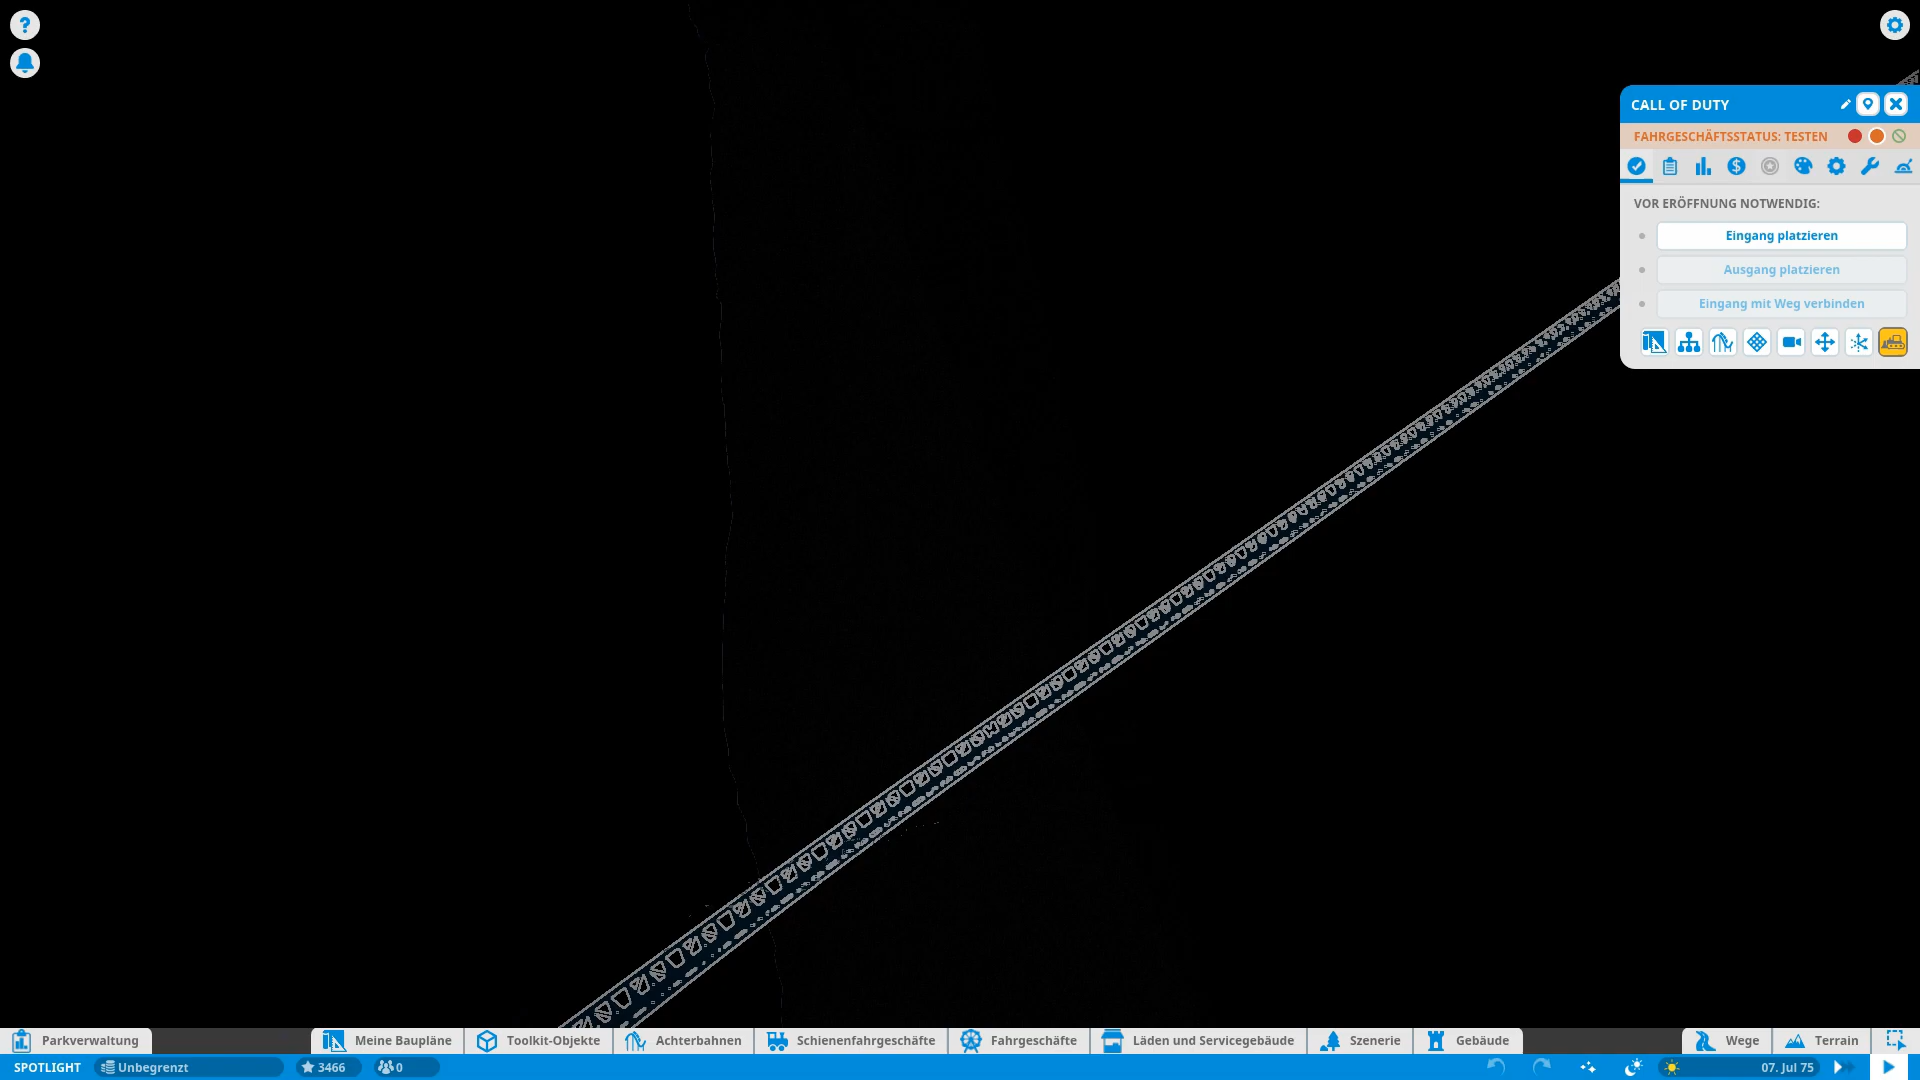 CALL OF DUTY
FAHRGESCHÄFTSSTATUS: TESTEN
VOR ERÖFFNUNG NOTWENDIG:
Eingang platzieren
Ausgang platzieren
Eingang mit Weg verbinden
Parkverwaltung
Meine Baupläne
Toolkit-Objekte
Achterbahnen
Schienenfahrgeschäfte
Fahrgeschäfte
Läden und Servicegebäude
Szenerie
Gebäude
Wege
Terrain
SPOTLIGHT
Unbegrenzt
3466
0
07. Jul 75